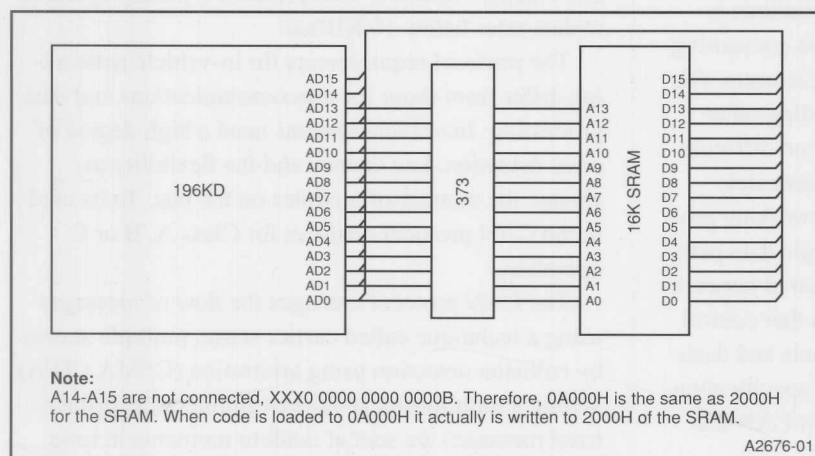 196KD
AD15
AD14
AD13
AD12
AD11
AD10
AD9
AD8
AD7
AD6
AD5
AD4
AD3
AD2
AD1
AD0
373
A13
A12
A11
A10
A9
A8
A7
A6
A5
A4
A3
A2
A1
A0
16K SRAM
D15
D14
D13
D12
D11
D10
D9
D8
D7
D6
D5
D4
D3
D2
D1
D0
Note:
A14-A15 are not connected, XXX0 0000 0000 0000B. Therefore, 0A000H is the same as 2000H
for the SRAM. When code is loaded to 0A000H it actually is written to 2000H of the SRAM.
A2676-01